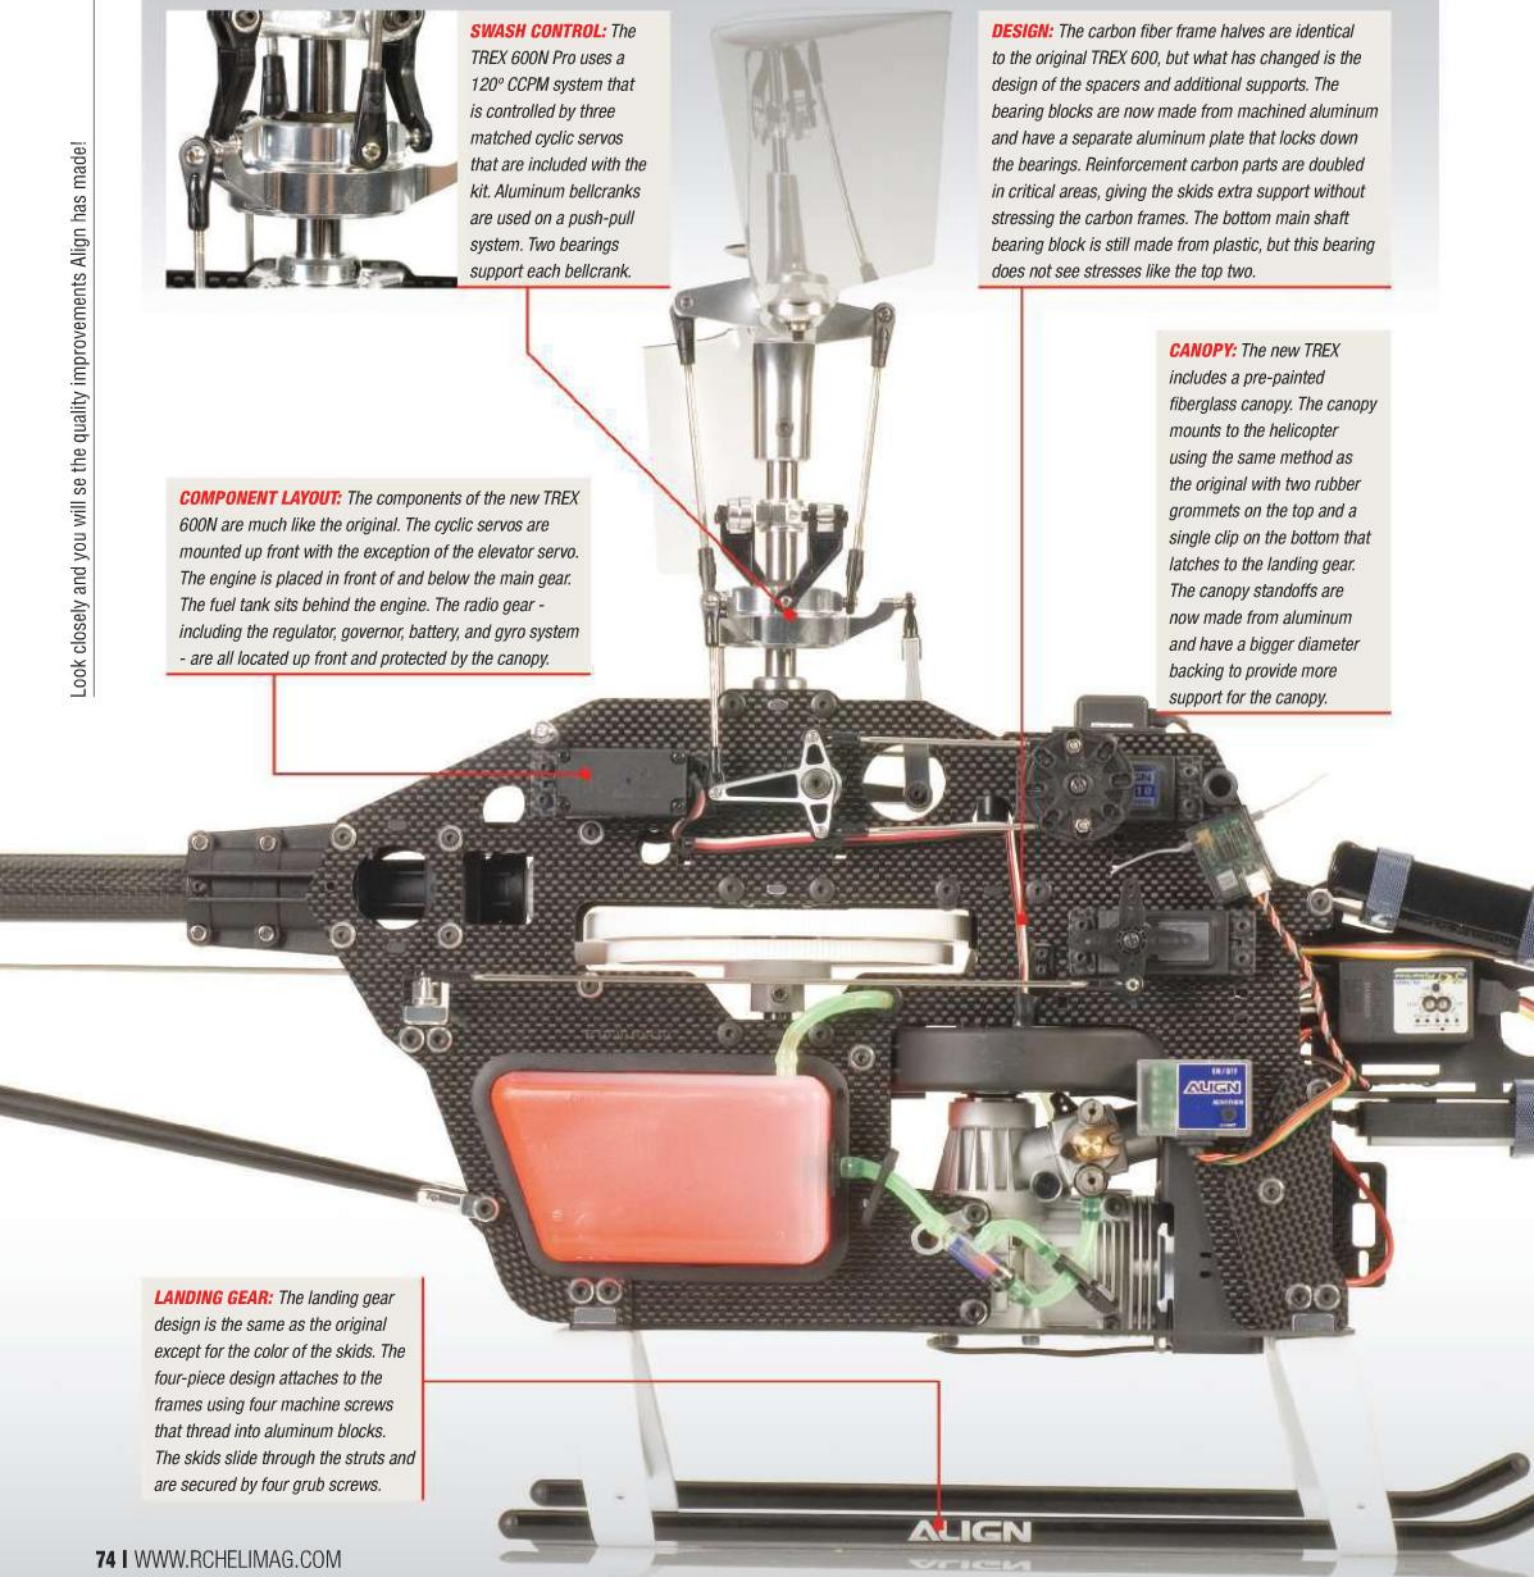 Look closely and you will se the quality improvements Align has made!
SWASH CONTROL: The
TREX 600N Pro uses a
120º CCPM system that
is controlled by three
matched cyclic servos
that are included with the
kit. Aluminum bellcranks
are used on a push-pull
system. Two bearings
support each bellcrank.
DESIGN: The carbon fiber frame halves are identical
to the original TREX 600, but what has changed is the
design of the spacers and additional supports. The
bearing blocks are now made from machined aluminum
and have a separate aluminum plate that locks down
the bearings. Reinforcement carbon parts are doubled
in critical areas, giving the skids extra support without
stressing the carbon frames. The bottom main shaft
bearing block is still made from plastic, but this bearing
does not see stresses like the top two.
CANOPY: The new TREX
includes a pre-painted
fiberglass canopy. The canopy
mounts to the helicopter
using the same method as
the original with two rubber
grommets on the top and a
single clip on the bottom that
latches to the landing gear.
The canopy standoffs are
now made from aluminum
and have a bigger diameter
backing to provide more
support for the canopy.
COMPONENT LAYOUT: The components of the new TREX
600N are much like the original. The cyclic servos are
mounted up front with the exception of the elevator servo.
The engine is placed in front of and below the main gear.
The fuel tank sits behind the engine. The radio gear -
including the regulator, governor, battery, and gyro system
- are all located up front and protected by the canopy.
ALIGN
LANDING GEAR: The landing gear
design is the same as the original
except for the color of the skids. The
four-piece design attaches to the
frames using four machine screws
that thread into aluminum blocks.
The skids slide through the struts and
are secured by four grub screws.
ALIGN
74 | WWW.RCHELIMAG.COM